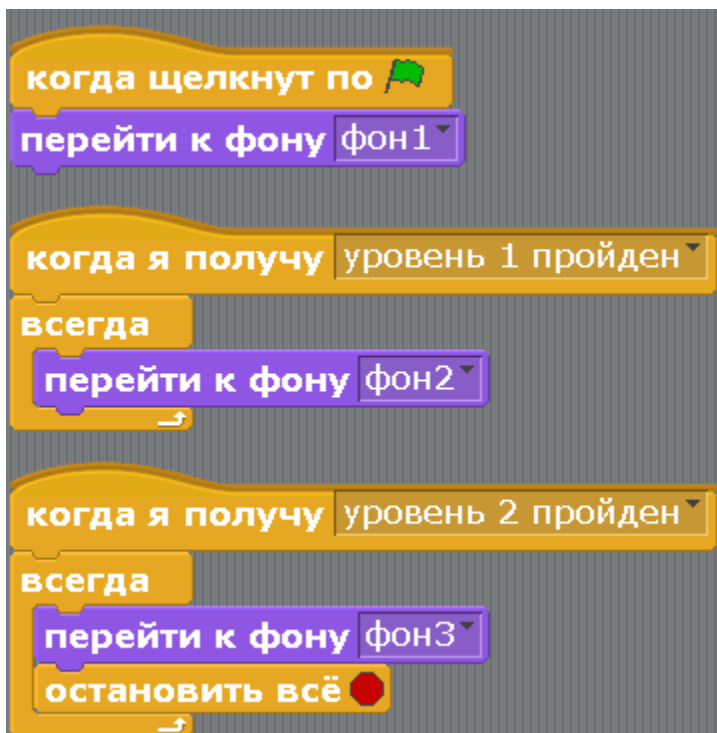 когда щелкнут по
перейти к фону фон1
когда я получу уровень 1 пройден
всегда
перейти к фону фон2
когда я получу уровень 2 пройден
всегда
перейти к фону фон3
остановить всё